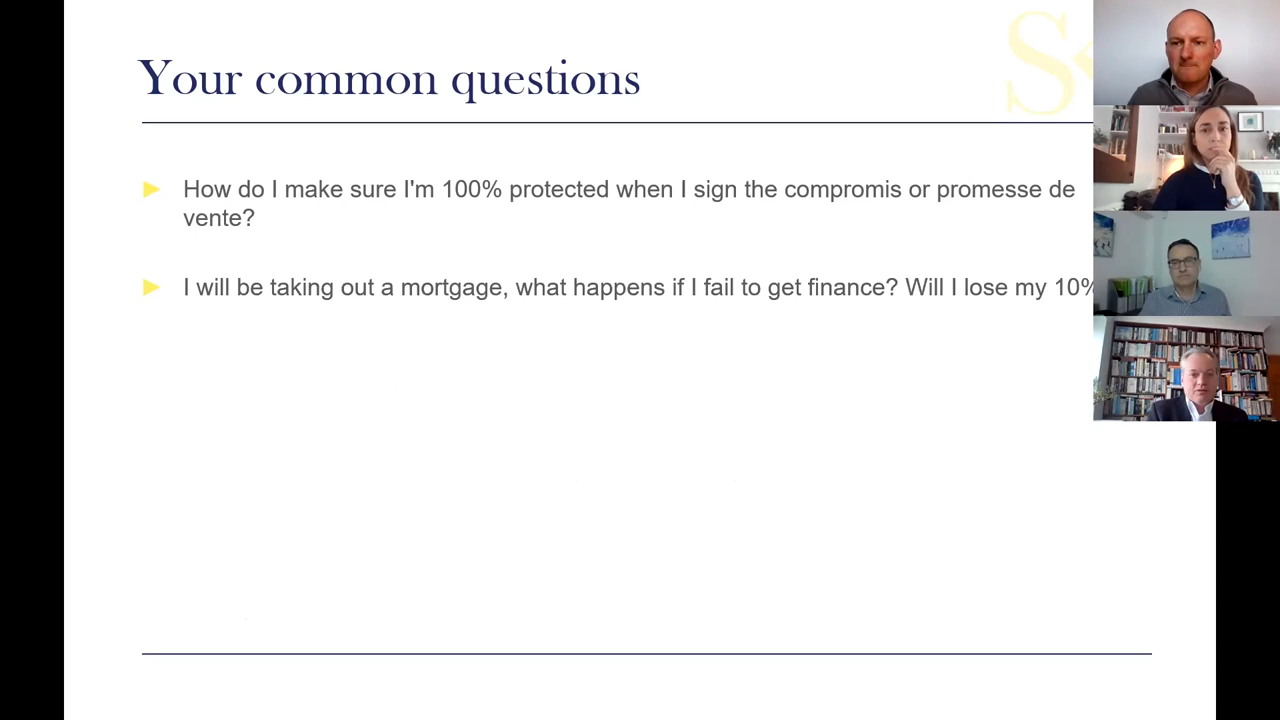 Your common questions
How do I make sure I'm 100% protected when I sign the compromis or promesse de
vente?
I will be taking out a mortgage, what happens if I fail to get finance? Will I lose my 10%